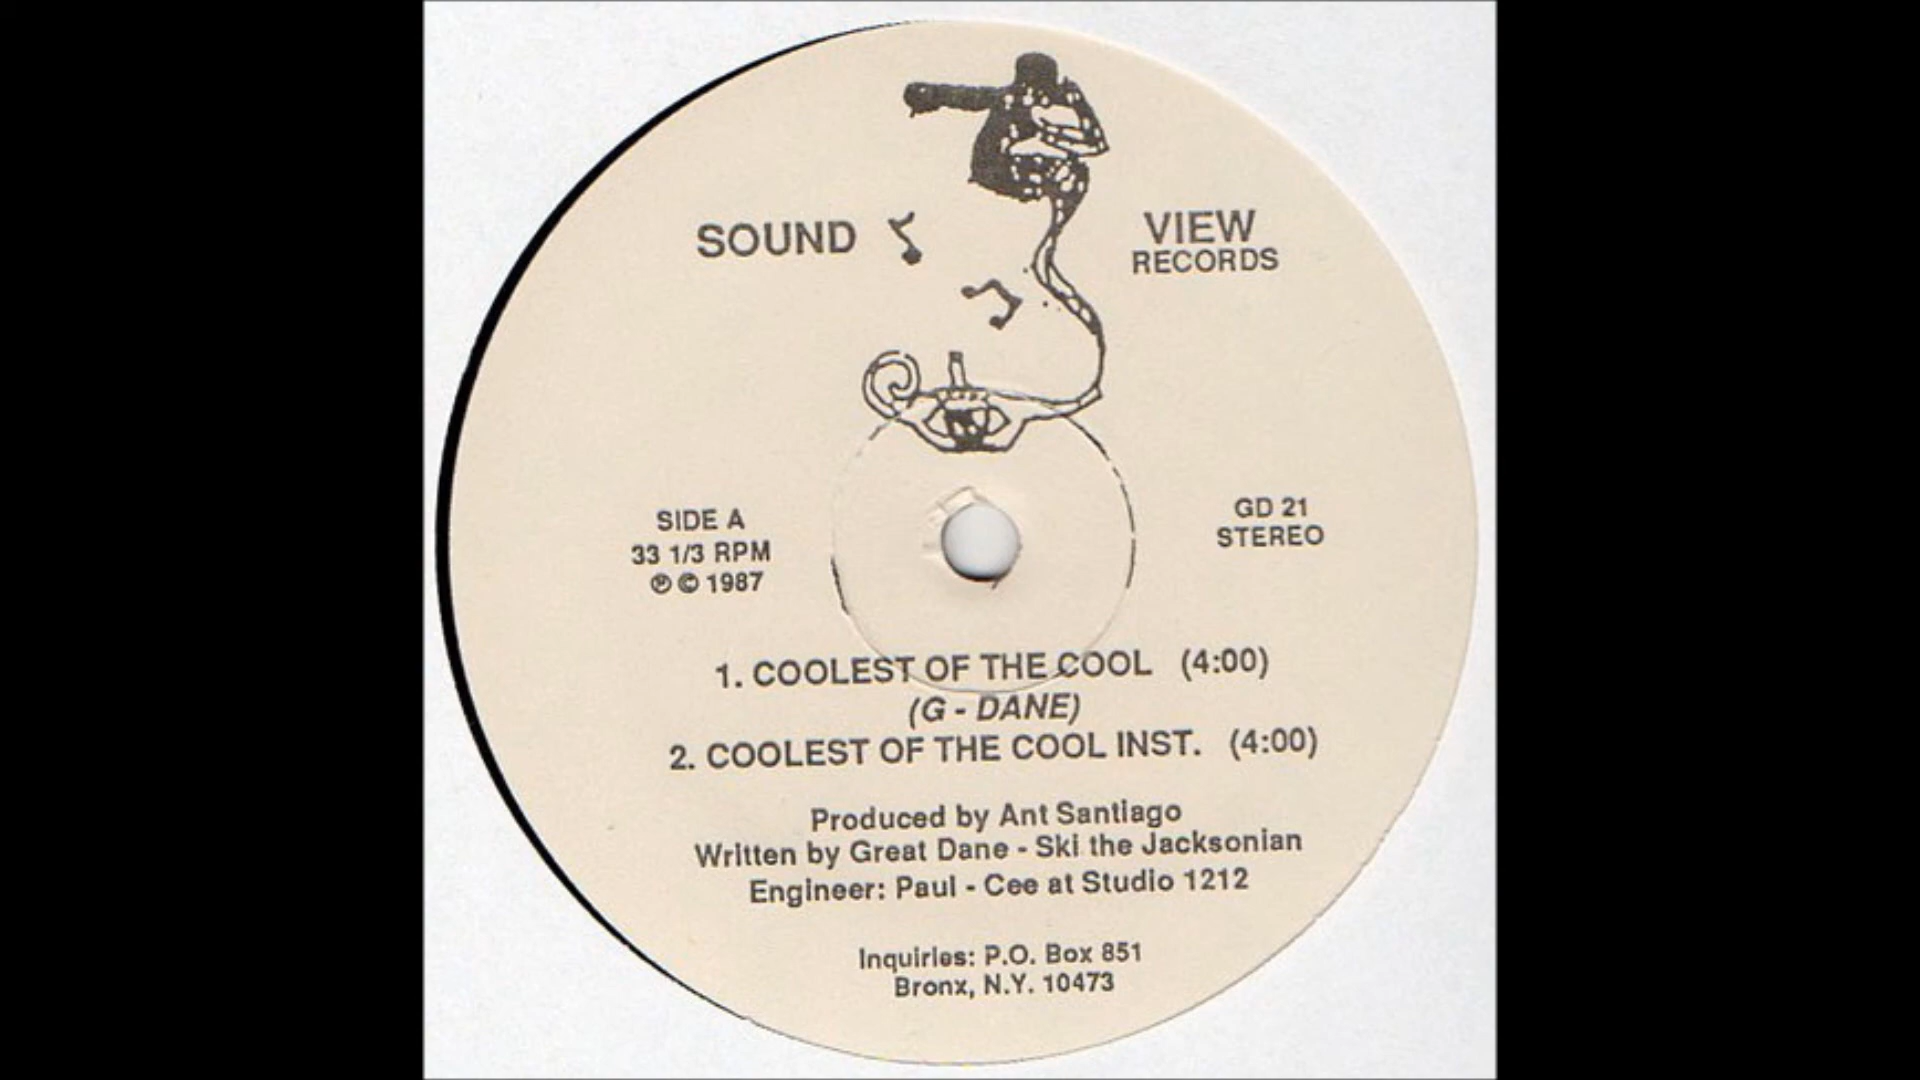 SOUND VIEW
RECORDS
SIDE A
33 1/3 RPM
℗ © 1987
GD 21
STEREO
1. COOLEST OF THE COOL (4:00)
(G - DANE)
2. COOLEST OF THE COOL INST. (4:00)
Produced by Ant Santiago
Written by Great Dane - Ski the Jacksonian
Engineer: Paul - Cee at Studio 1212
Inquiries: P.O. Box 851
Bronx, N.Y. 10473